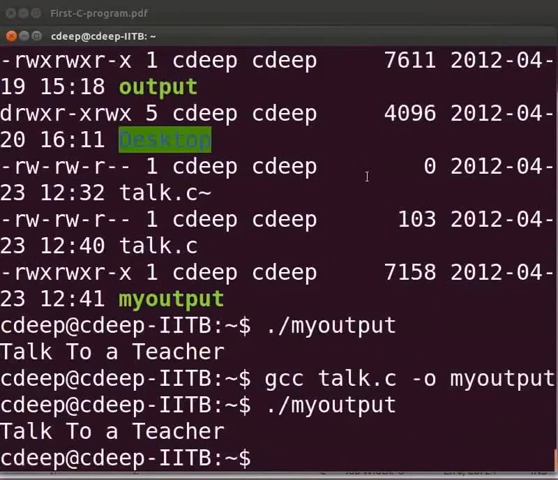 First-C-program.pdf
cdeep@cdeep-IITB: ~
-rwxrwxr-x 1 cdeep cdeep 7611 2012-04-
19 15:18 output
drwxr-xrwx 5 cdeep cdeep 4096 2012-04-
20 16:11 Desktop
-rw-rw-r-- 1 cdeep cdeep 0 2012-04-
23 12:32 talk.c~
-rw-rw-r-- 1 cdeep cdeep 103 2012-04-
23 12:40 talk.c
-rwxrwxr-x 1 cdeep cdeep 7158 2012-04-
23 12:41 myoutput
cdeep@cdeep-IITB:~$ ./myoutput
Talk To a Teacher
cdeep@cdeep-IITB:~$ gcc talk.c -o myoutput
cdeep@cdeep-IITB:~$ ./myoutput
Talk To a Teacher
cdeep@cdeep-IITB:~$